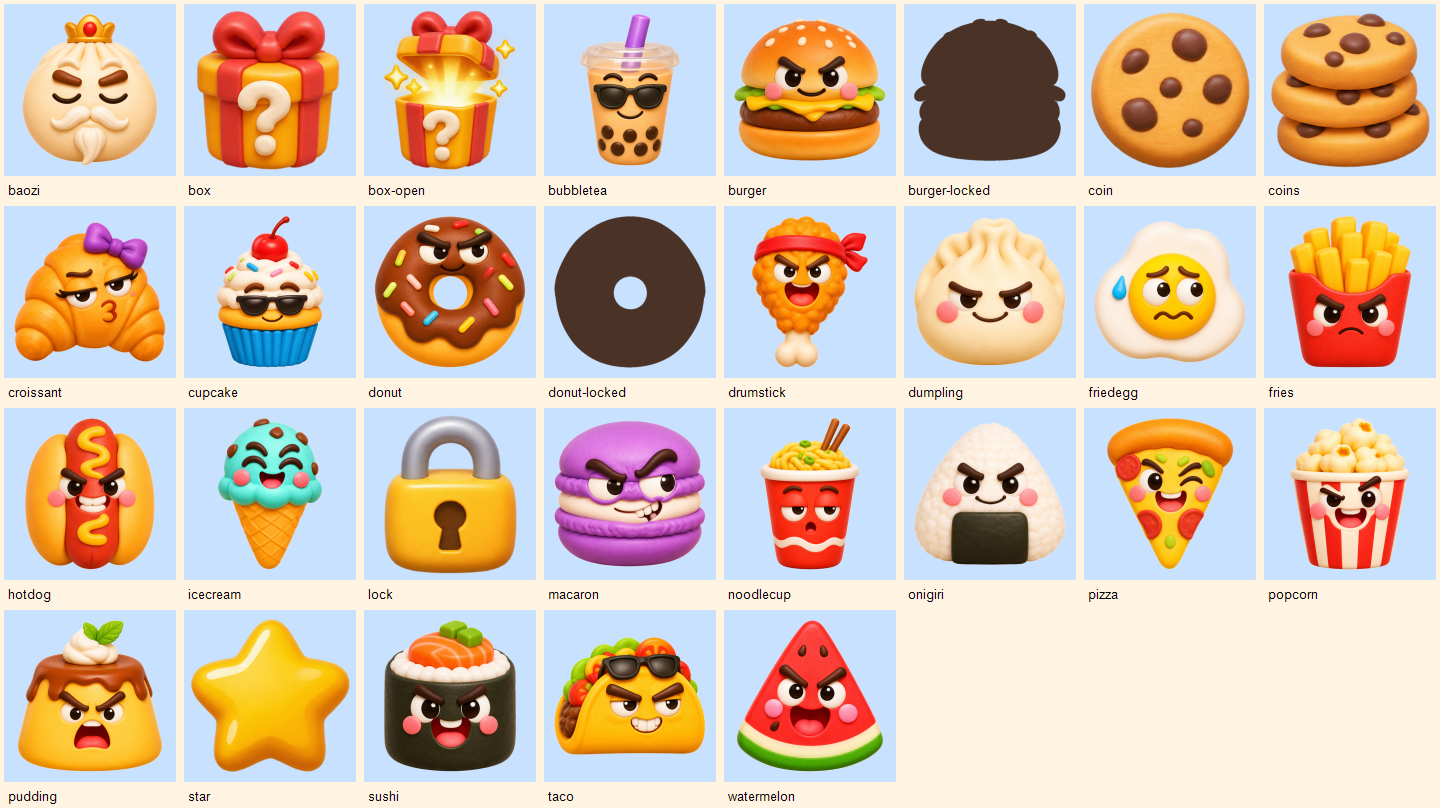 ?
?
baozi
box
box-open
bubbletea
burger
burger-locked
coin
coins
croissant
cupcake
donut
donut-locked
drumstick
dumpling
friedegg
fries
hotdog
icecream
lock
macaron
noodlecup
onigiri
pizza
popcorn
pudding
star
sushi
taco
watermelon